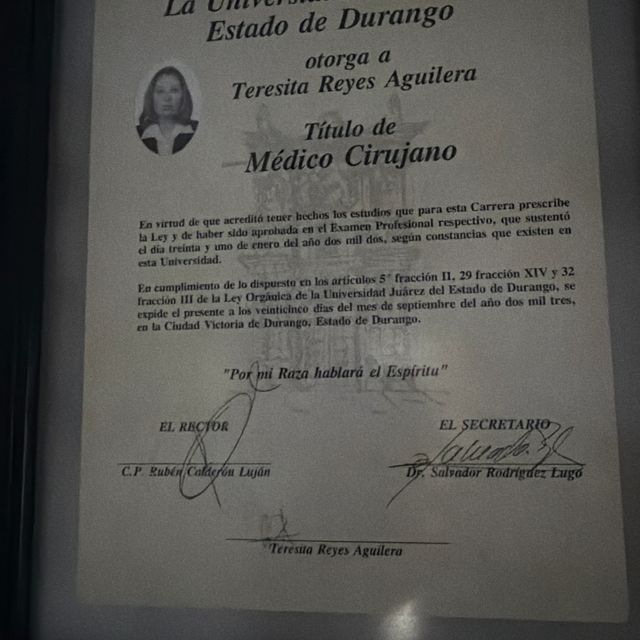 La Universidad
Estado de Durango
otorga a
Teresita Reyes Aguilera
Título de
Médico Cirujano
En virtud de que acreditó tener hechos los estudios que para esta Carrera prescribe
la Ley y de haber sido aprobada en el Examen Profesional respectivo, que sustentó
el día treinta y uno de enero del año dos mil dos, según constancias que existen en
esta Universidad.
En cumplimiento de lo dispuesto en los artículos 5° fracción II, 29 fracción XIV y 32
fracción III de la Ley Orgánica de la Universidad Juárez del Estado de Durango, se
expide el presente a los veinticinco días del mes de septiembre del año dos mil tres,
en la Ciudad Victoria de Durango, Estado de Durango.
"Por mi Raza hablará el Espíritu"
EL RECTOR EL SECRETARIO
C.P. Rubén Calderón Luján Dr. Salvador Rodríguez Lugo
Teresita Reyes Aguilera